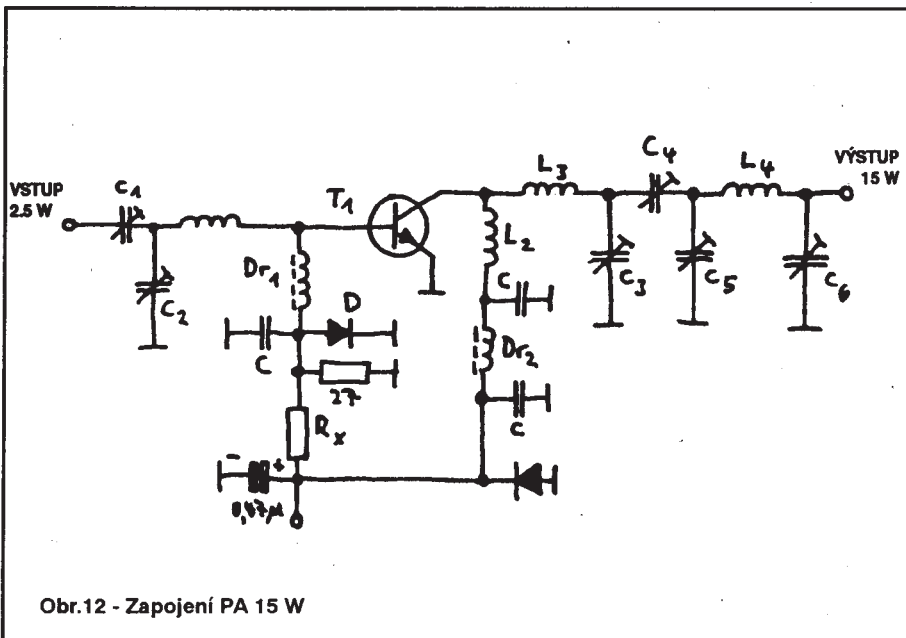 VSTUP
2.5 W
C1
C2
Dr1
C
D
27
Rx
- +
0,47µ
T1
L2
C
Dr2
C
L3
C3
C4
C5
L4
C6
VÝSTUP
15 W
Obr.12 - Zapojení PA 15 W